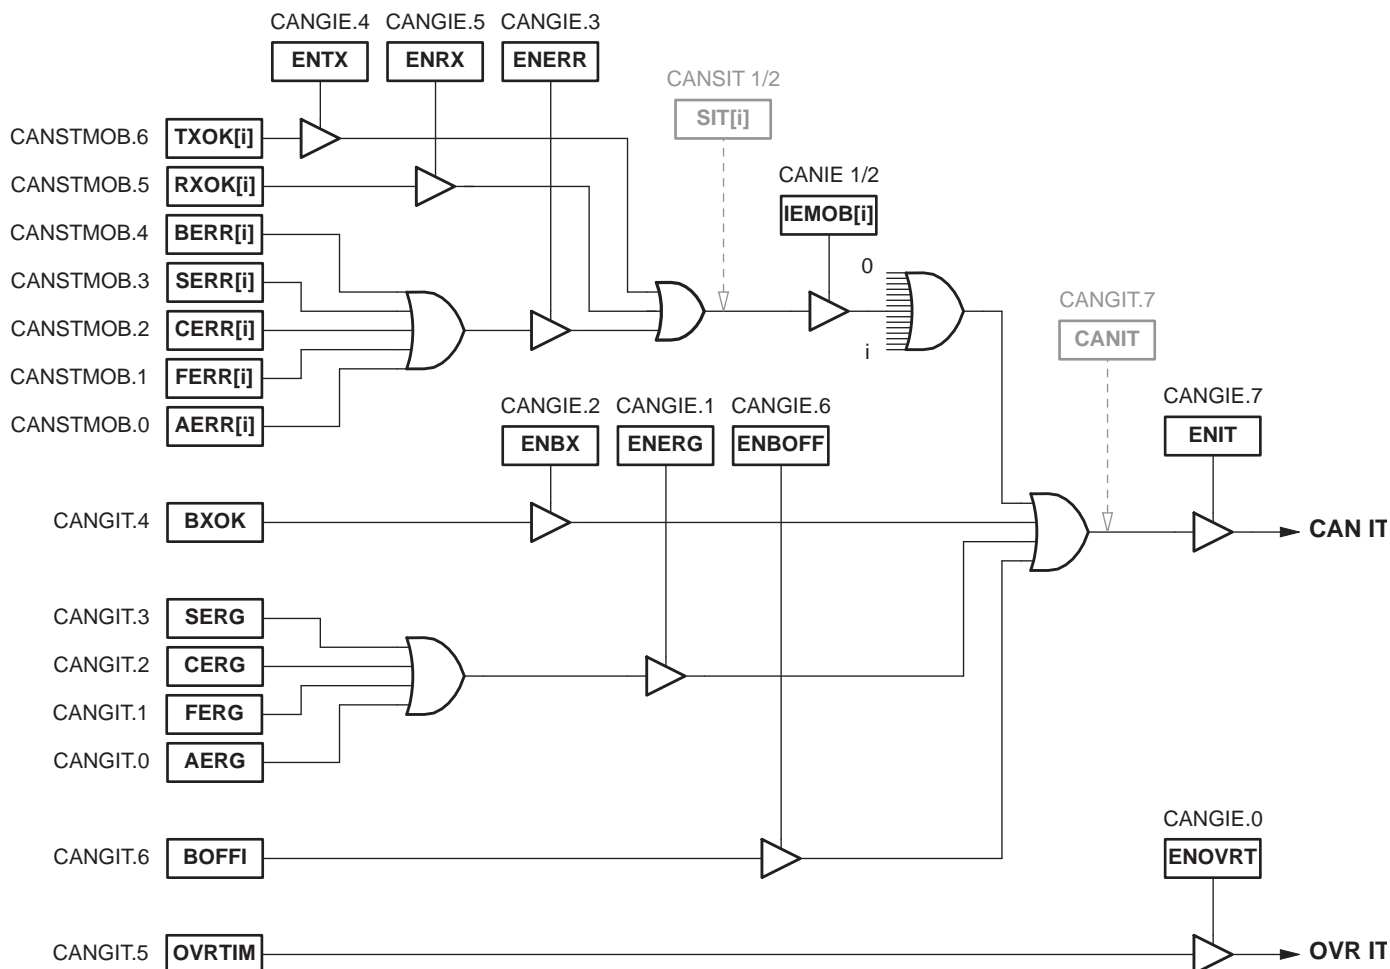 CANGIE.4 CANGIE.5 CANGIE.3
ENTX ENRX ENERR
CANSIT 1/2
SIT[i]
CANSTMOB.6 TXOK[i]
CANSTMOB.5 RXOK[i]
CANIE 1/2
IEMOB[i]
CANSTMOB.4 BERR[i]
CANSTMOB.3 SERR[i]
0
CANGIT.7
CANIT
CANSTMOB.2 CERR[i]
i
CANSTMOB.1 FERR[i]
CANSTMOB.0 AERR[i]
CANGIE.2 CANGIE.1 CANGIE.6
ENBX ENERG ENBOFF
CANGIE.7
ENIT
CANGIT.4 BXOK
CAN IT
CANGIT.3 SERG
CANGIT.2 CERG
CANGIT.1 FERG
CANGIT.0 AERG
CANGIE.0
ENOVRT
CANGIT.6 BOFFI
CANGIT.5 OVRTIM
OVR IT